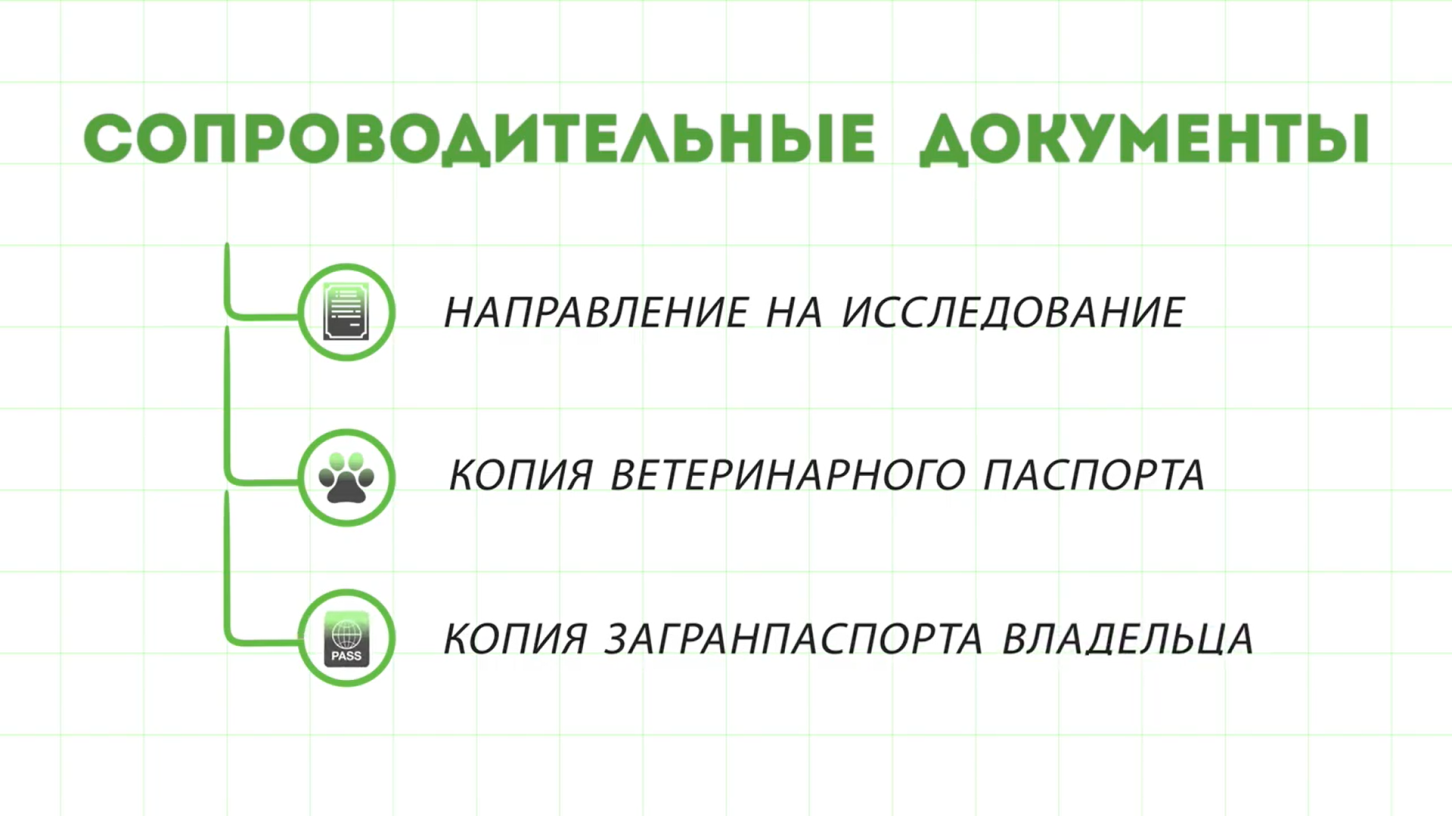 СОПРОВОДИТЕЛЬНЫЕ ДОКУМЕНТЫ
НАПРАВЛЕНИЕ НА ИССЛЕДОВАНИЕ
КОПИЯ ВЕТЕРИНАРНОГО ПАСПОРТА
PASS
КОПИЯ ЗАГРАНПАСПОРТА ВЛАДЕЛЬЦА